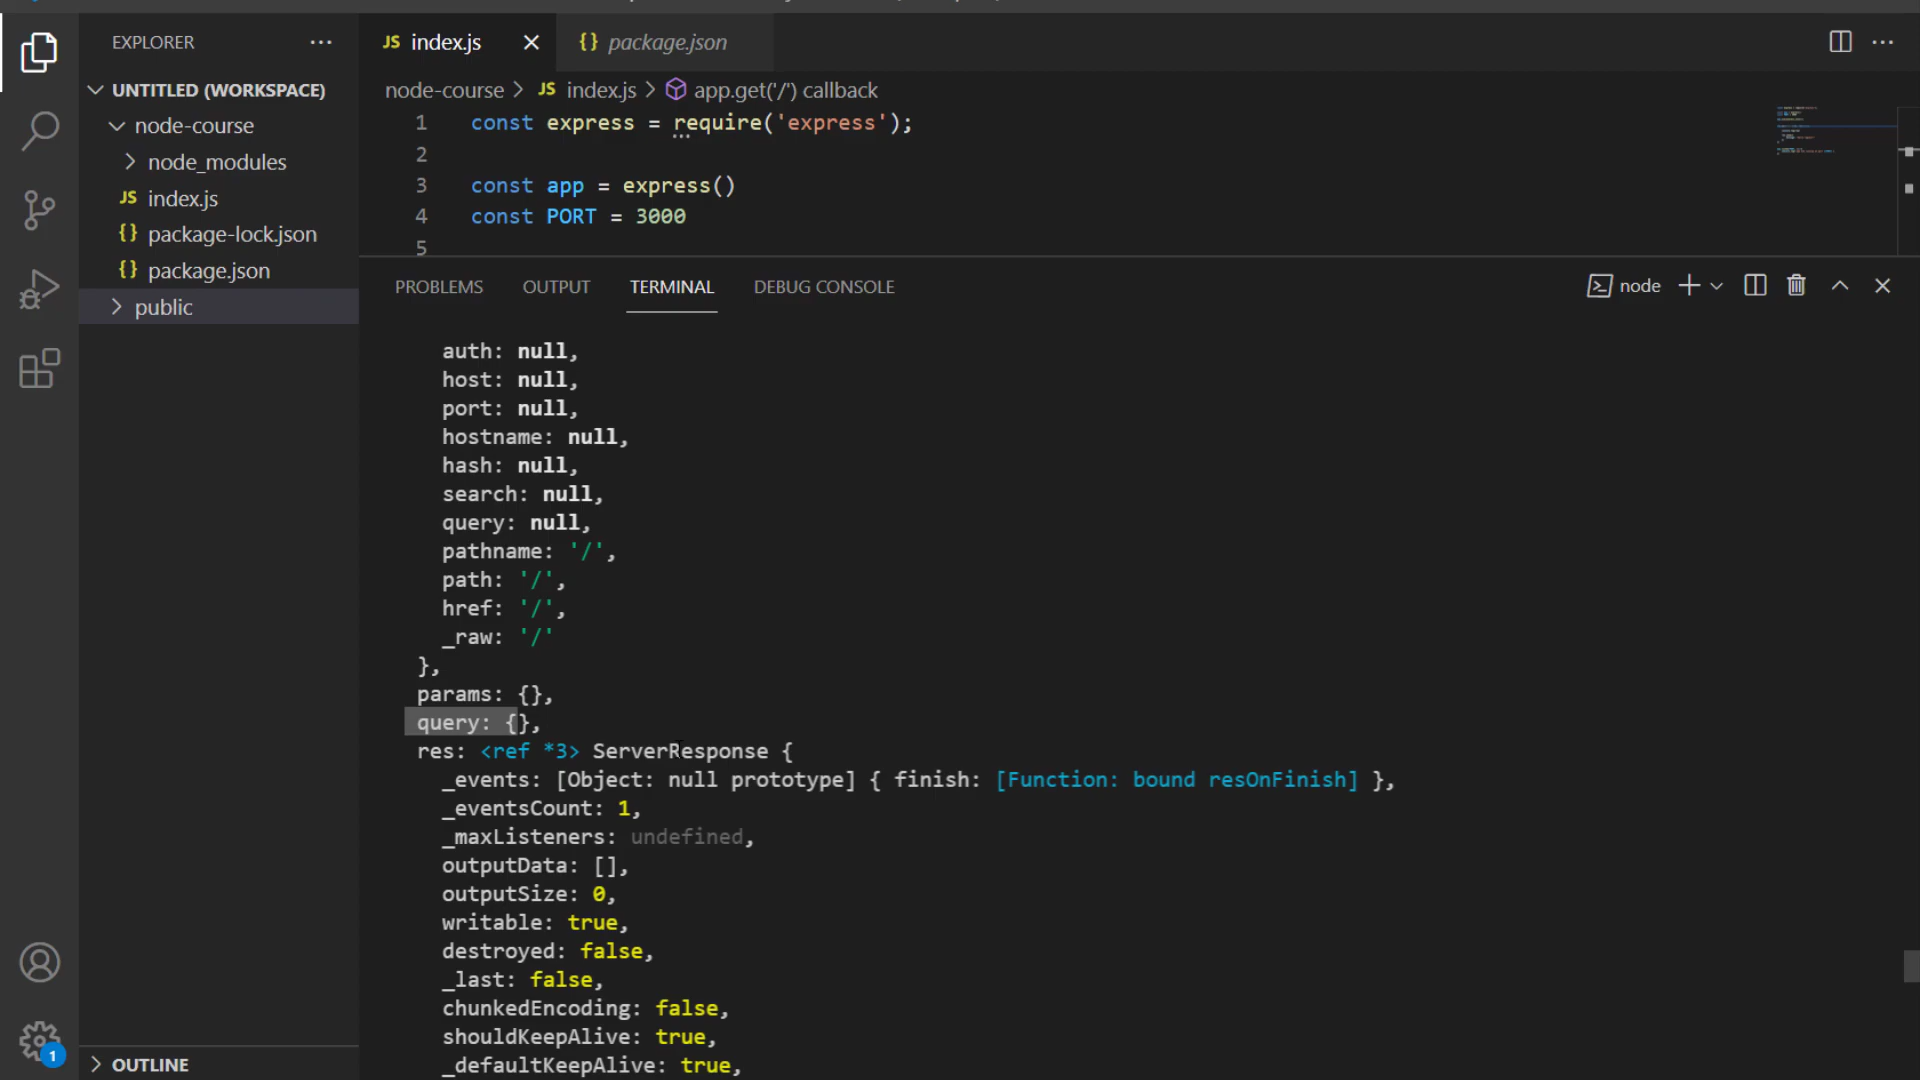 EXPLORER
UNTITLED (WORKSPACE)
node-course
node_modules
JS index.js
{} package-lock.json
{} package.json
public
OUTLINE
1
JS index.js
{} package.json
node-course > JS index.js > app.get('/') callback
1 const express = require('express');
2
3 const app = express()
4 const PORT = 3000
5
PROBLEMS OUTPUT TERMINAL DEBUG CONSOLE
node
auth: null,
host: null,
port: null,
hostname: null,
hash: null,
search: null,
query: null,
pathname: '/',
path: '/',
href: '/',
_raw: '/'
},
params: {},
query: {},
res: <ref *3> ServerResponse {
_events: [Object: null prototype] { finish: [Function: bound resOnFinish] },
_eventsCount: 1,
_maxListeners: undefined,
outputData: [],
outputSize: 0,
writable: true,
destroyed: false,
_last: false,
chunkedEncoding: false,
shouldKeepAlive: true,
_defaultKeepAlive: true,